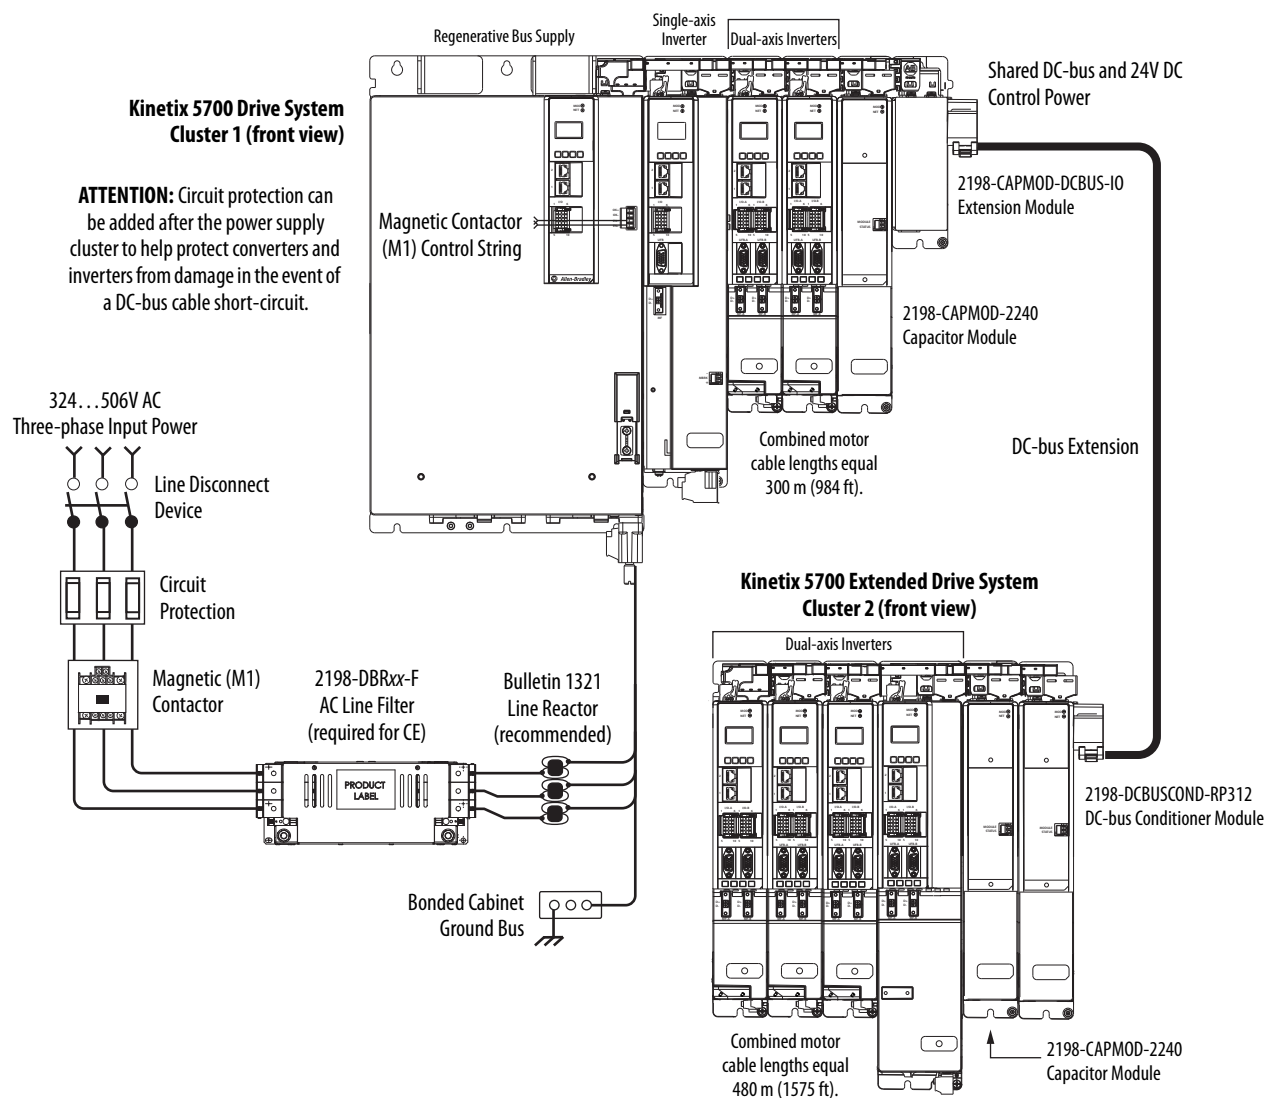 Regenerative Bus Supply
Single-axis
Inverter
Dual-axis Inverters
Shared DC-bus and 24V DC
Control Power
Kinetix 5700 Drive System
Cluster 1 (front view)
ATTENTION: Circuit protection can
be added after the power supply
cluster to help protect converters and
inverters from damage in the event of
a DC-bus cable short-circuit.
Magnetic Contactor
(M1) Control String
Allen-Bradley
2198-CAPMOD-DCBUS-IO
Extension Module
2198-CAPMOD-2240
Capacitor Module
324...506V AC
Three-phase Input Power
Line Disconnect
Device
Combined motor
cable lengths equal
300 m (984 ft).
DC-bus Extension
Circuit
Protection
Kinetix 5700 Extended Drive System
Cluster 2 (front view)
Dual-axis Inverters
Magnetic (M1)
Contactor
2198-DBRxx-F
AC Line Filter
(required for CE)
Bulletin 1321
Line Reactor
(recommended)
PRODUCT
LABEL
2198-DCBUSCOND-RP312
DC-bus Conditioner Module
Bonded Cabinet
Ground Bus
Combined motor
cable lengths equal
480 m (1575 ft).
2198-CAPMOD-2240
Capacitor Module